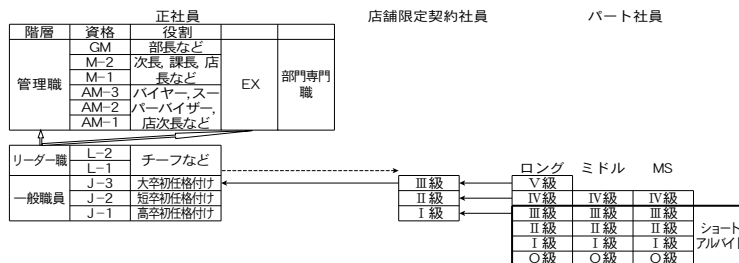 正社員 店舗限定契約社員 パート社員
階層 資格 役割
管理職
GM 部長など
M-2 次長, 課長, 店
M-1 長など
AM-3 バイヤー, スー
AM-2 パーバイザー,
AM-1 店次長など
EX
部門専門
職
リーダー職 L-2 チーフなど
L-1
ロング ミドル MS
一般職員
J-3 大卒初任格付け Ⅲ級 Ⅴ級
J-2 短卒初任格付け Ⅱ級 Ⅳ級 Ⅳ級 Ⅳ級
J-1 高卒初任格付け Ⅰ級 Ⅲ級 Ⅲ級 Ⅲ級
Ⅱ級 Ⅱ級 Ⅱ級 ショート
Ⅰ級 Ⅰ級 Ⅰ級 アルバイト
O級 O級 O級